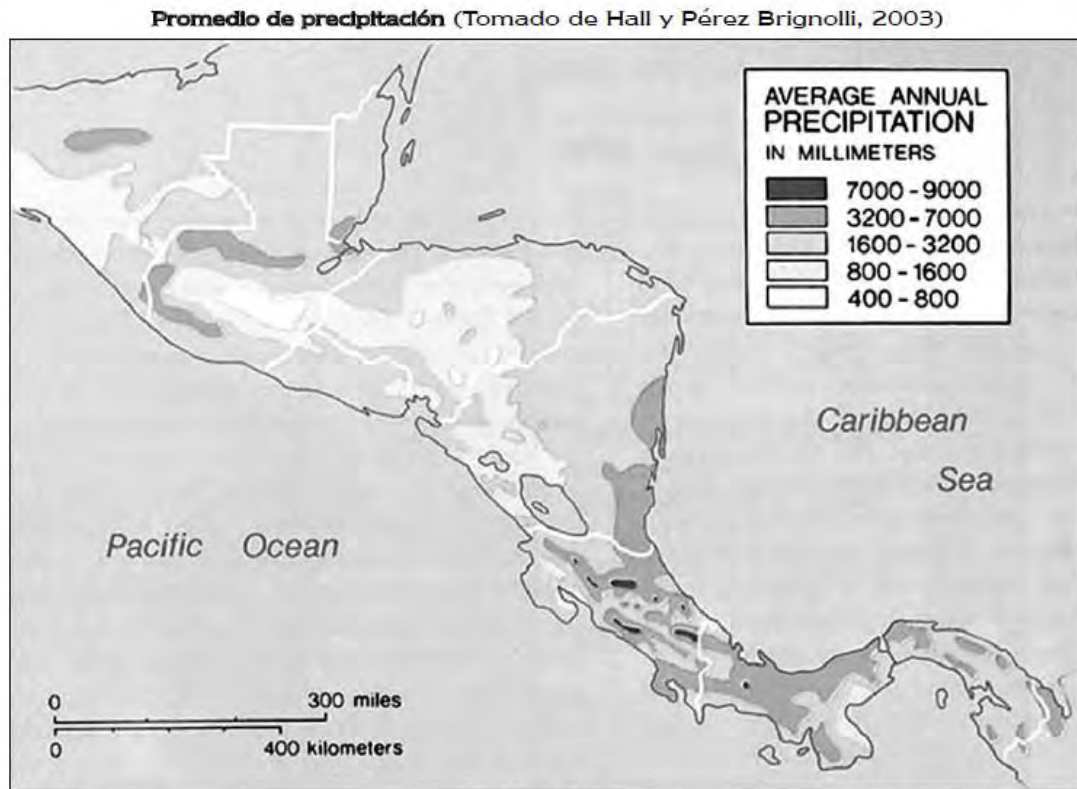 Promedio de precipitación (Tomado de Hall y Pérez Brignolli, 2003)
AVERAGE ANNUAL
PRECIPITATION
IN MILLIMETERS
7000 - 9000
3200 - 7000
1600 - 3200
800 - 1600
400 - 800
Caribbean
Sea
Pacific Ocean
0 300 miles
0 400 kilometers